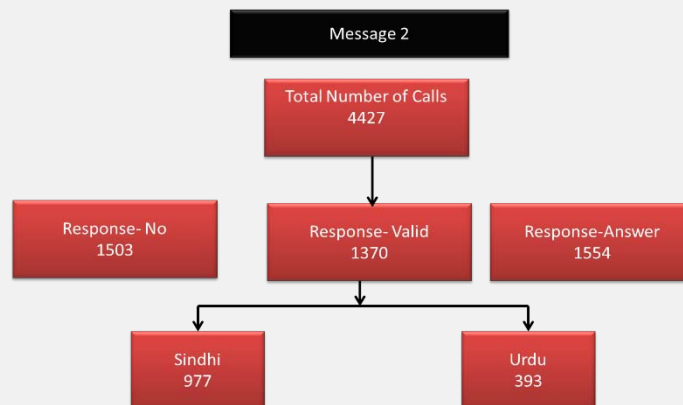 Message 2
Total Number of Calls
4427
Response- No
1503
Response- Valid
1370
Response-Answer
1554
Sindhi
977
Urdu
393